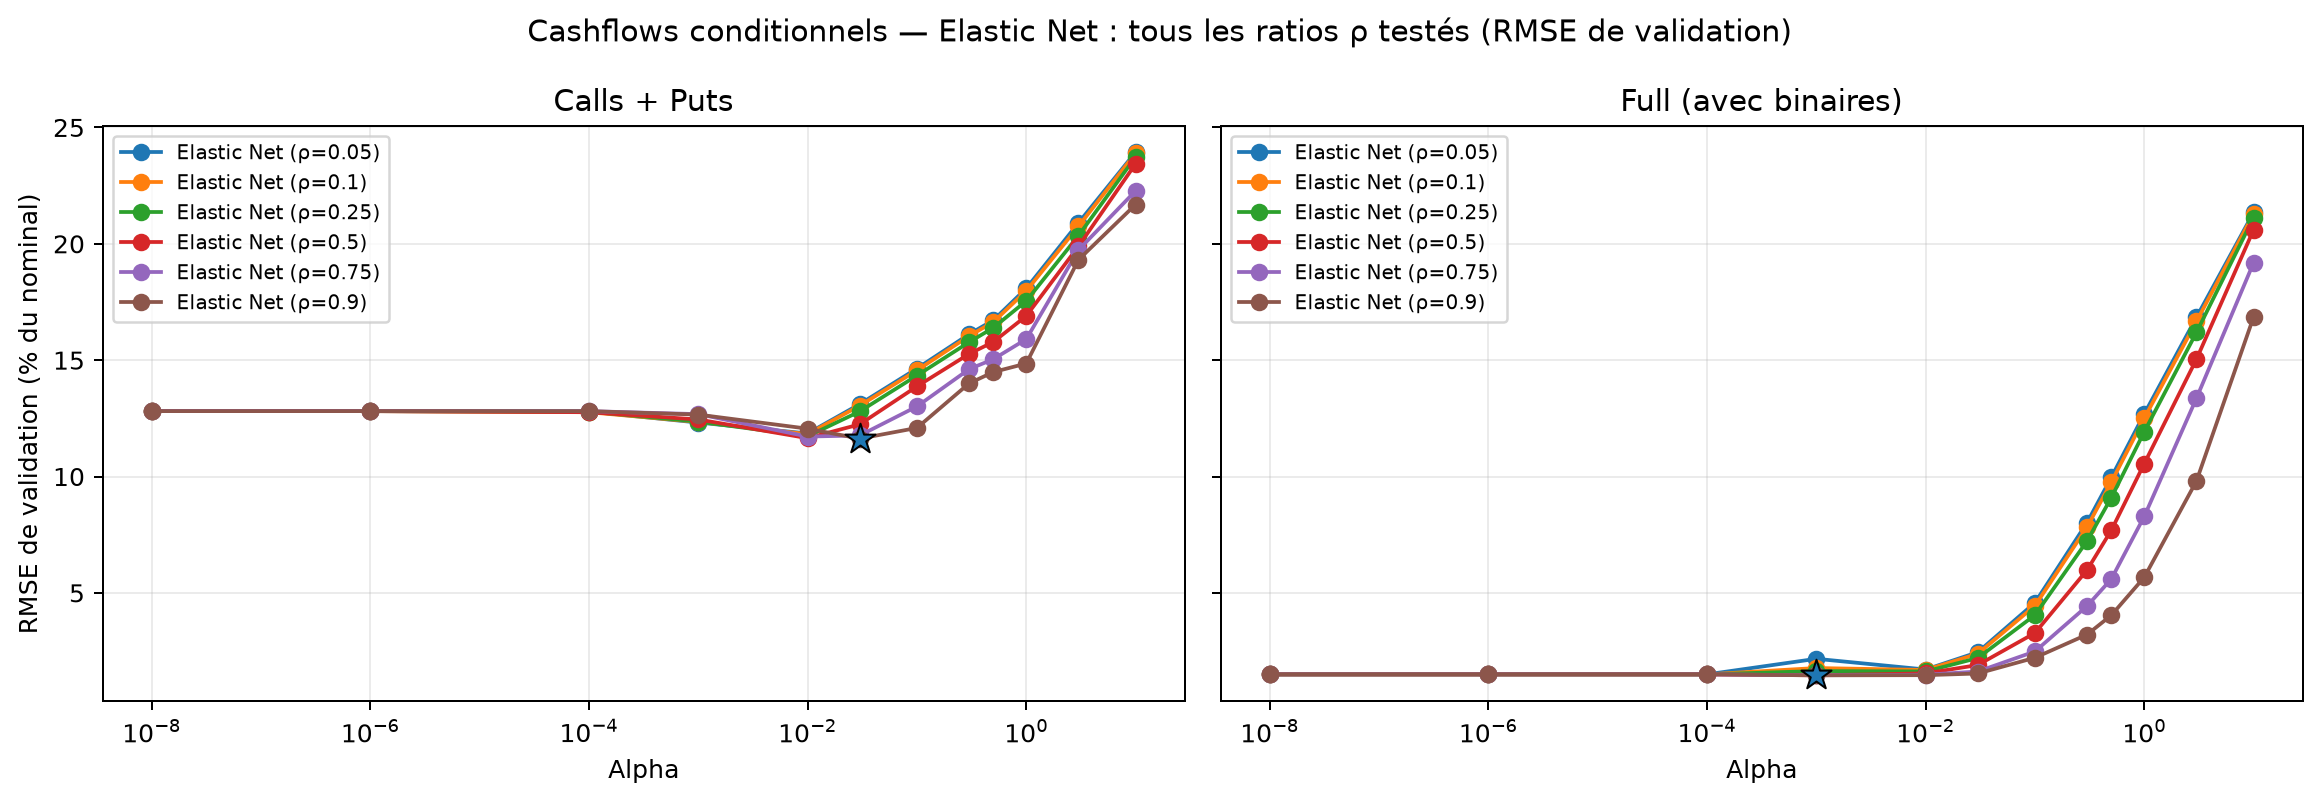 Cashflows conditionnels — Elastic Net : tous les ratios ρ testés (RMSE de validation)
Calls + Puts
RMSE de validation (% du nominal)
25
20
15
10
5
Elastic Net (ρ=0.05)
Elastic Net (ρ=0.1)
Elastic Net (ρ=0.25)
Elastic Net (ρ=0.5)
Elastic Net (ρ=0.75)
Elastic Net (ρ=0.9)
10⁻⁸ 10⁻⁶ 10⁻⁴ 10⁻² 10⁰
Alpha
Full (avec binaires)
Elastic Net (ρ=0.05)
Elastic Net (ρ=0.1)
Elastic Net (ρ=0.25)
Elastic Net (ρ=0.5)
Elastic Net (ρ=0.75)
Elastic Net (ρ=0.9)
10⁻⁸ 10⁻⁶ 10⁻⁴ 10⁻² 10⁰
Alpha